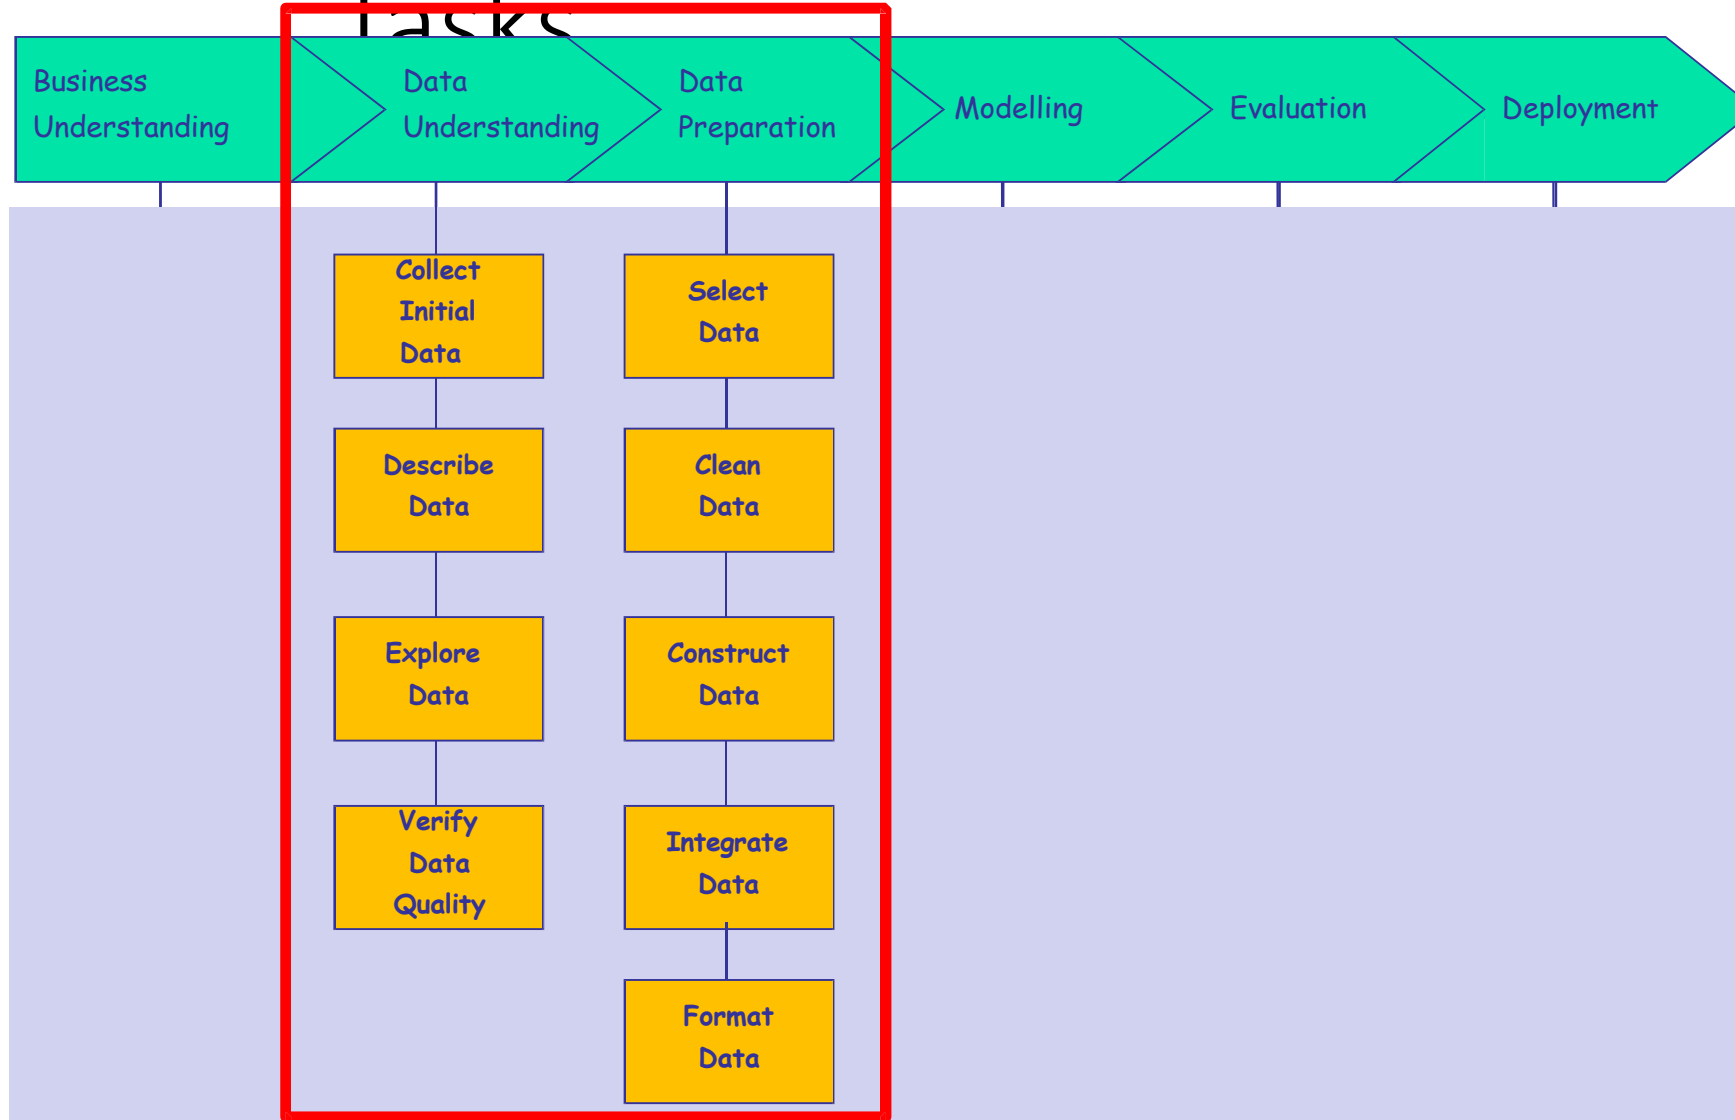 Tasks
Business
Understanding
Data
Understanding
Data
Preparation
Modelling
Evaluation
Deployment
Collect
Initial
Data
Describe
Data
Explore
Data
Verify
Data
Quality
Select
Data
Clean
Data
Construct
Data
Integrate
Data
Format
Data